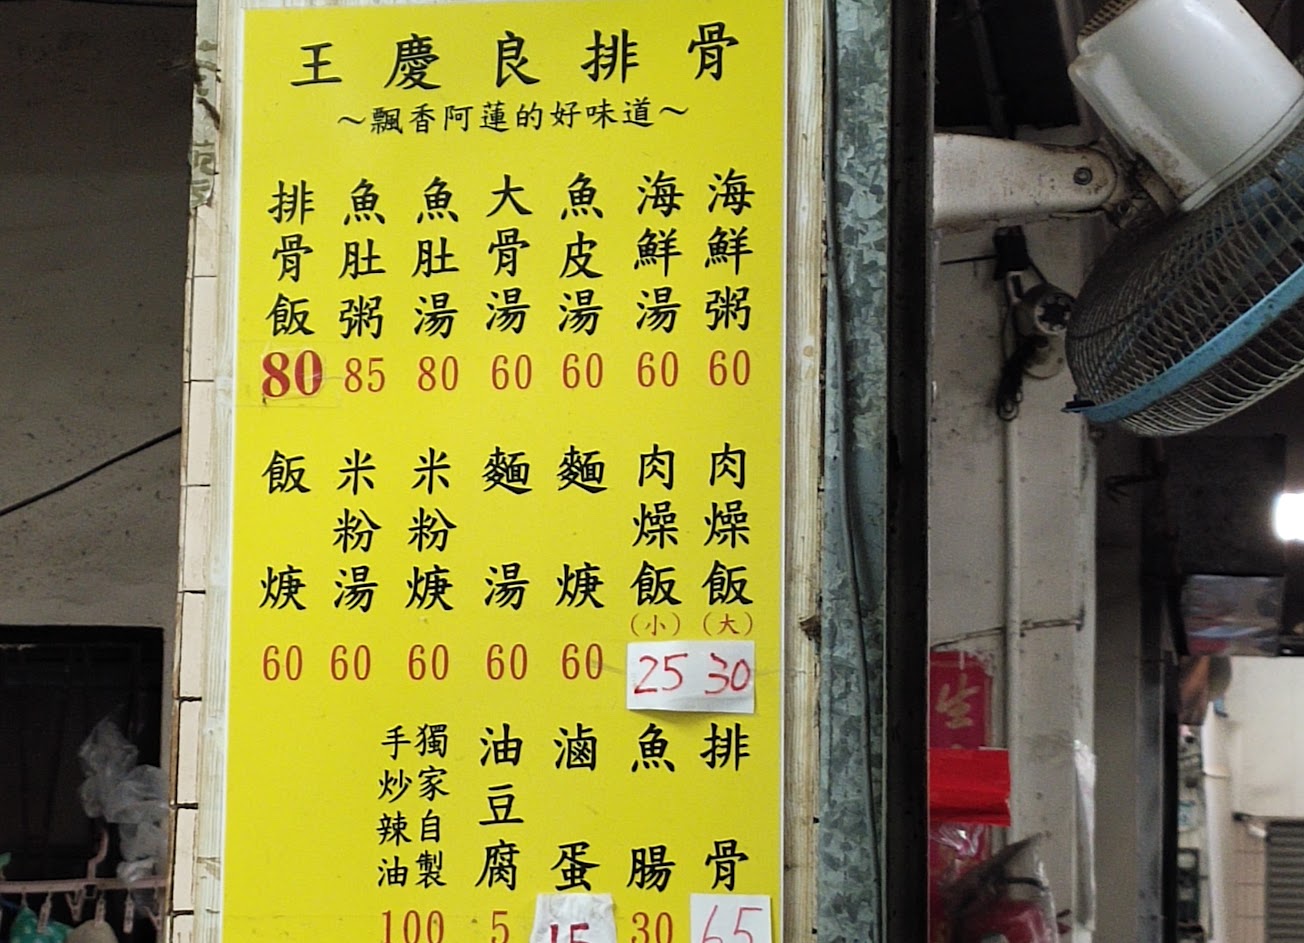 王慶良排骨
～飄香阿蓮的好味道～
海鮮粥 60
海鮮湯 60
魚皮湯 60
大骨湯 60
魚肚湯 80
魚肚粥 85
排骨飯 80
肉燥飯(大) 30
肉燥飯(小) 25
麵焿 60
麵湯 60
米粉焿 60
米粉湯 60
飯焿 60
排骨 65
魚腸 30
滷蛋 15
油豆腐 5
獨家自製
手炒辣油 100
生